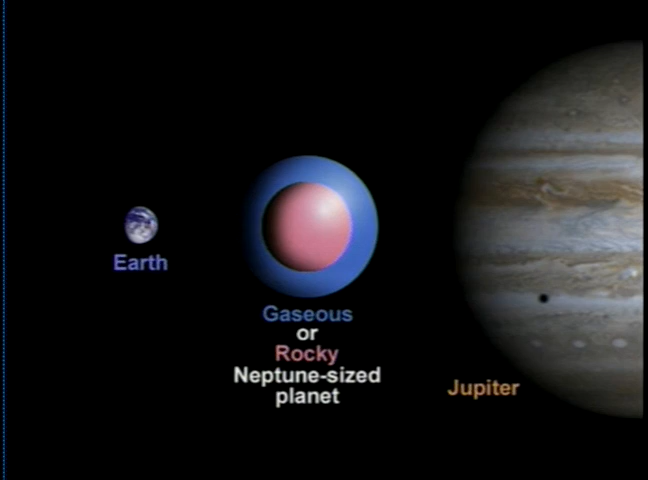 Earth
Gaseous
or
Rocky
Neptune-sized
planet
Jupiter